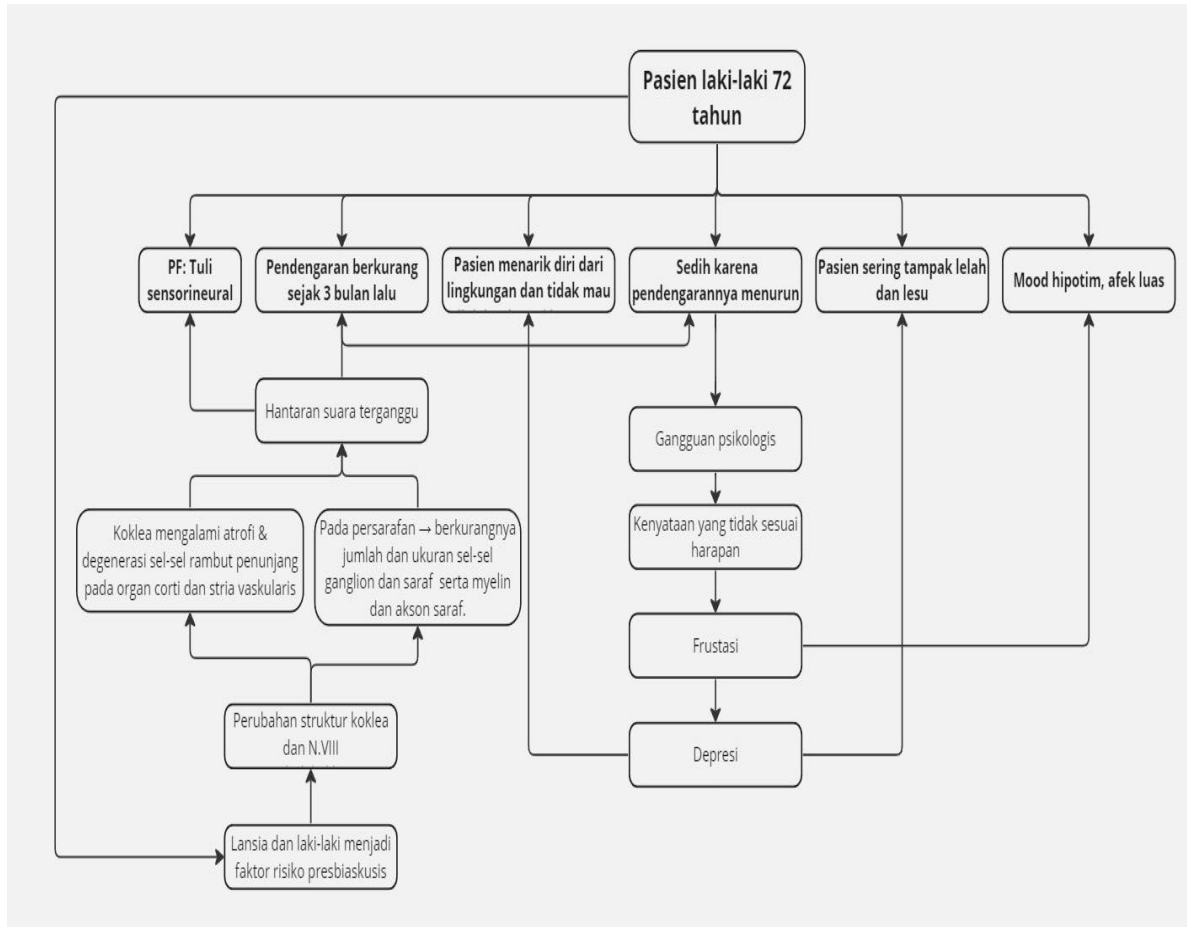 Pasien laki-laki 72
tahun
PF: Tuli
sensorineural
Pendengaran berkurang
sejak 3 bulan lalu
Pasien menarik diri dari
lingkungan dan tidak mau
Sedih karena
pendengarannya menurun
Pasien sering tampak lelah
dan lesu
Mood hipotim, afek luas
Hantaran suara terganggu
Gangguan psikologis
Koklea mengalami atrofi &
degenerasi sel-sel rambut penunjang
pada organ corti dan stria vaskularis
Pada persarafan → berkurangnya
jumlah dan ukuran sel-sel
ganglion dan saraf serta myelin
dan akson saraf.
Kenyataan yang tidak sesuai
harapan
Frustasi
Perubahan struktur koklea
dan N.VIII
Depresi
Lansia dan laki-laki menjadi
faktor risiko presbiaskusis